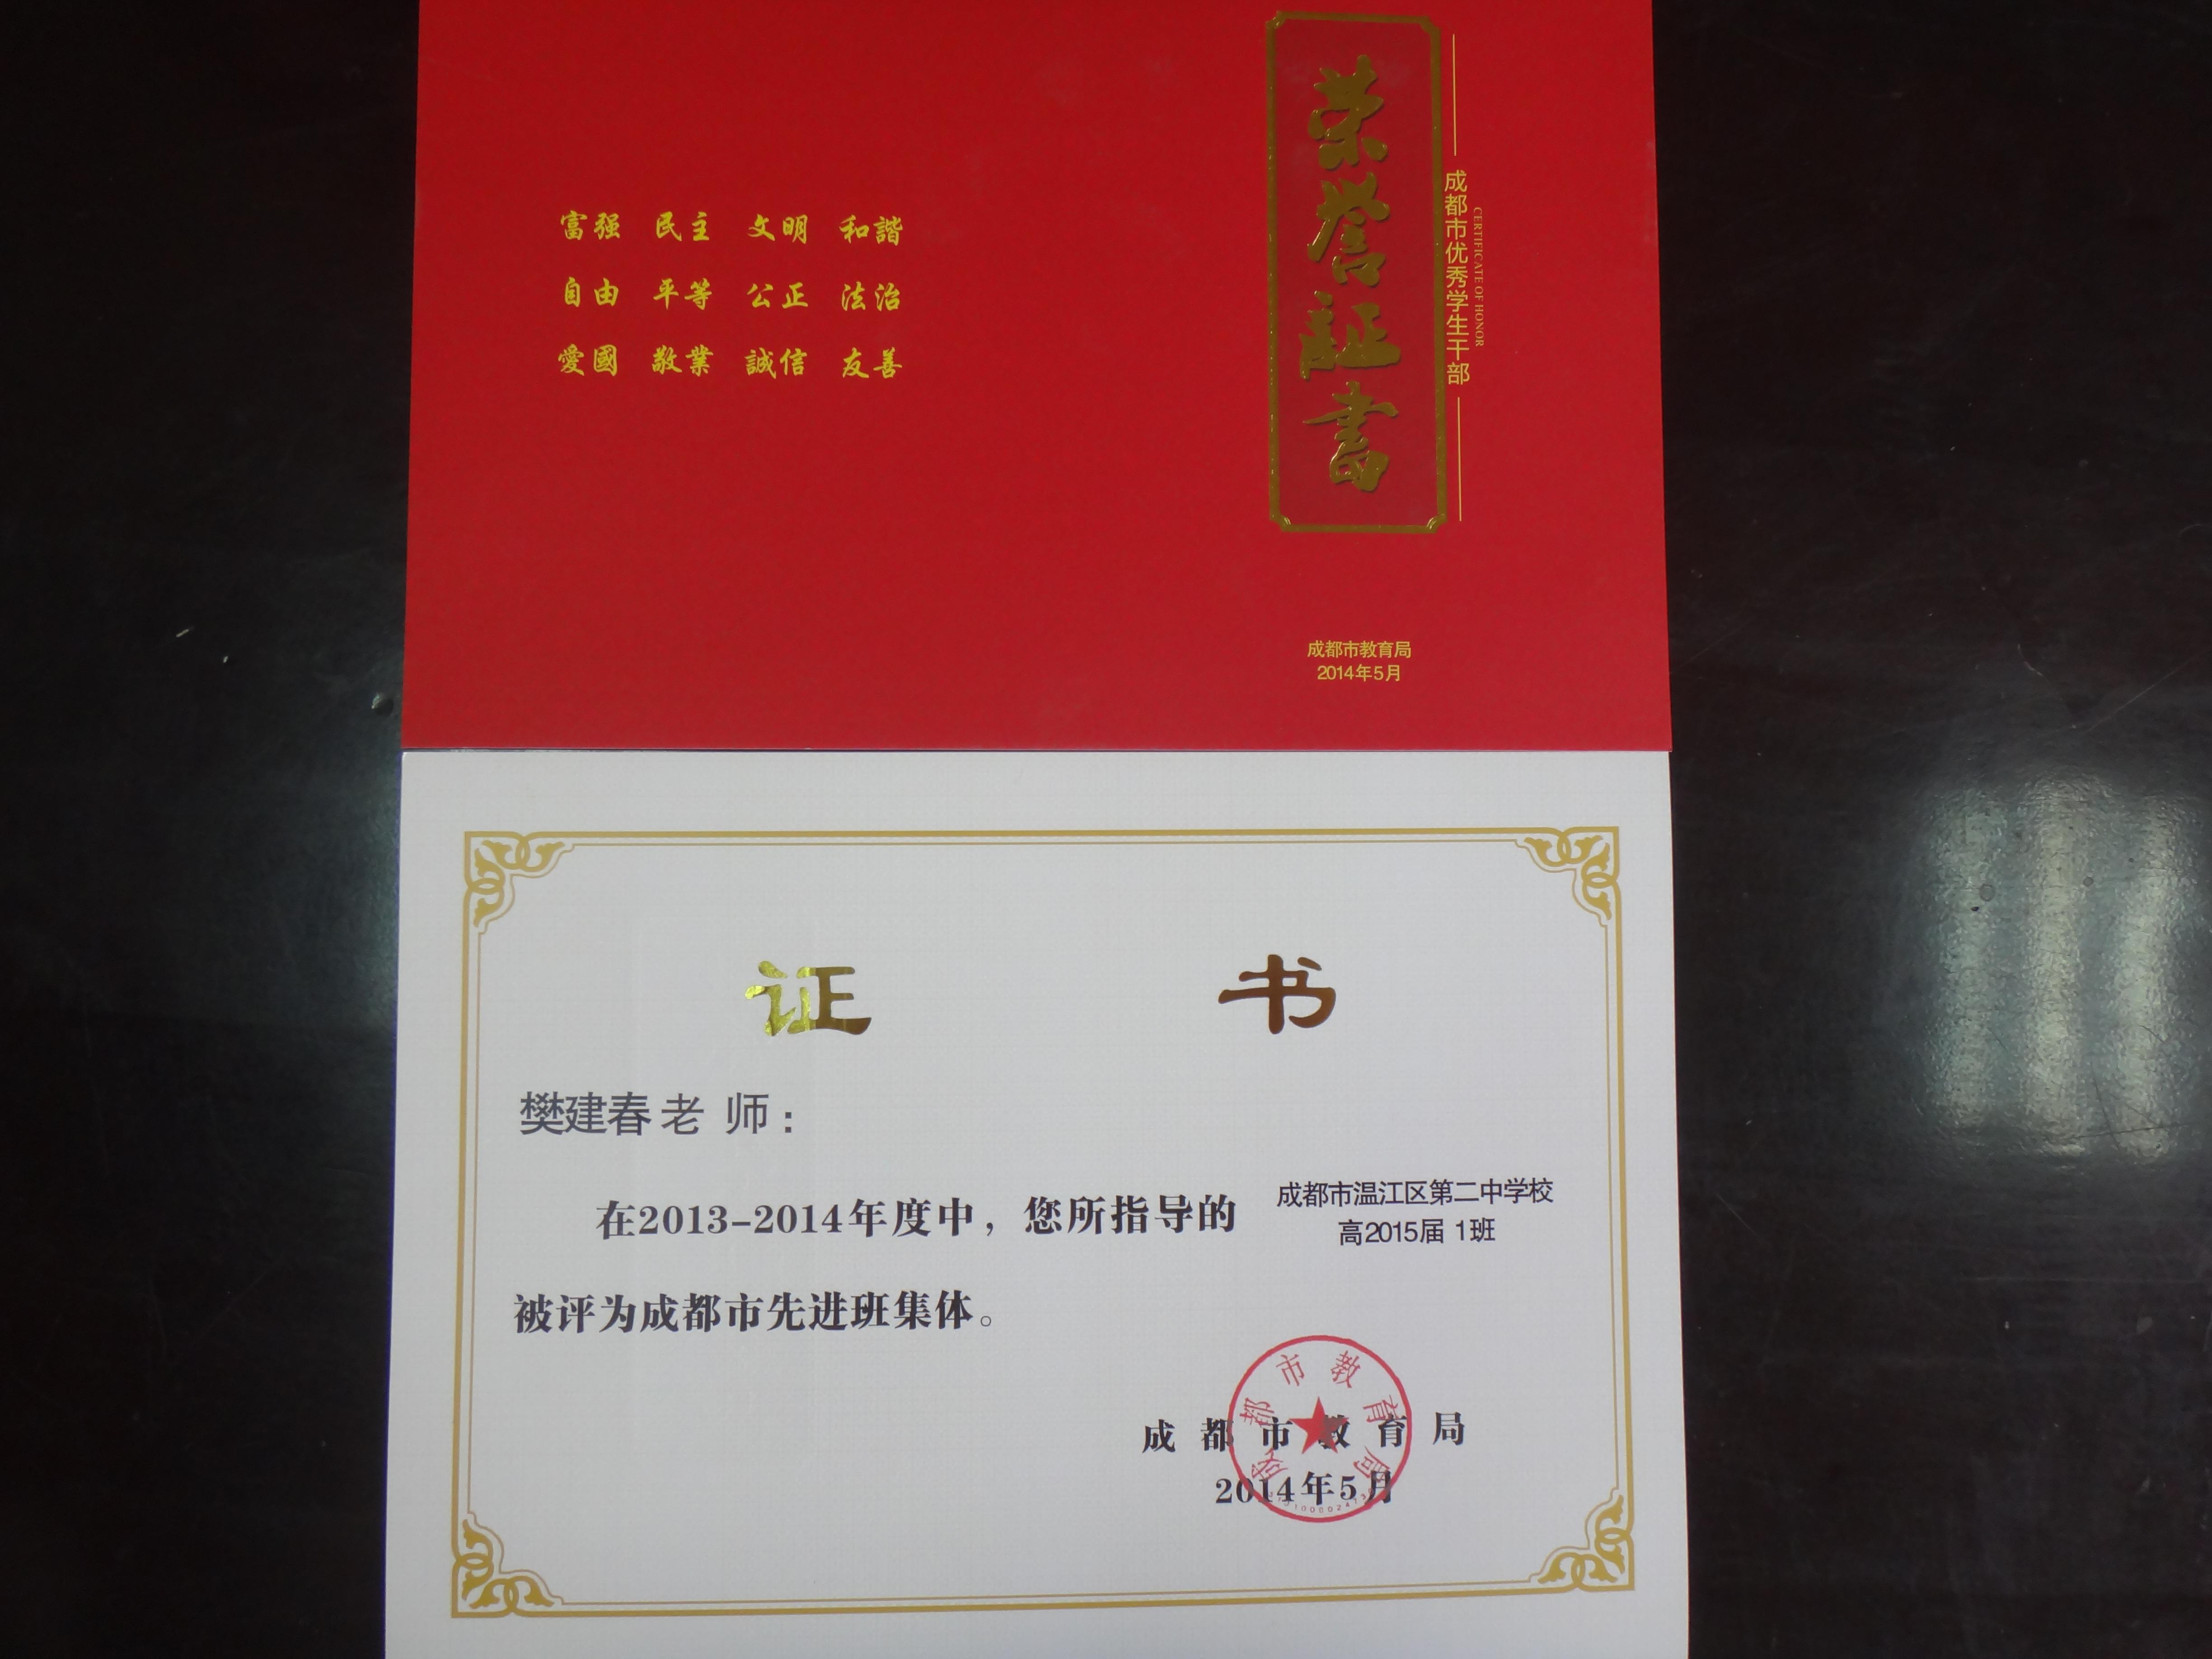 富强 民主 文明 和諧
自由 平等 公正 法治
愛國 敬業 誠信 友善
荣誉証書
成都市优秀学生干部
CERTIFICATE OF HONOR
成都市教育局
2014年5月
证 书
樊建春老 师：
在2013-2014年度中，您所指导的
成都市温江区第二中学校
高2015届 1班
被评为成都市先进班集体。
成都市教育局
2014年5月
成都市教育局